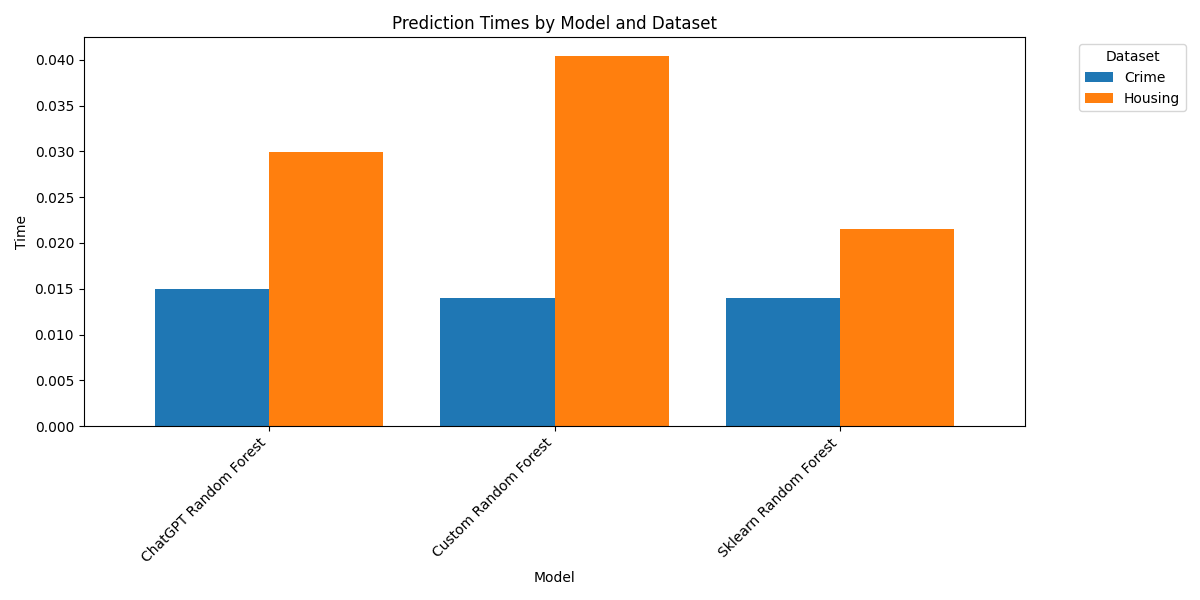 Prediction Times by Model and Dataset
Dataset
Crime
Housing
0.040
0.035
0.030
0.025
0.020
0.015
0.010
0.005
0.000
Time
ChatGPT Random Forest
Custom Random Forest
Sklearn Random Forest
Model